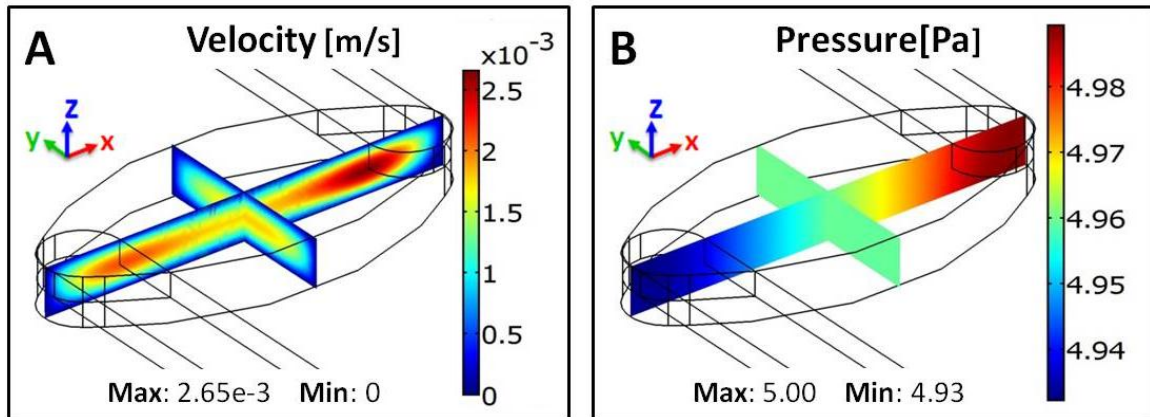 A
Velocity [m/s]
x10-3
2.5
2
1.5
1
0.5
0
z
y
x
Max: 2.65e-3 Min: 0
B
Pressure[Pa]
4.98
4.97
4.96
4.95
4.94
z
y
x
Max: 5.00 Min: 4.93